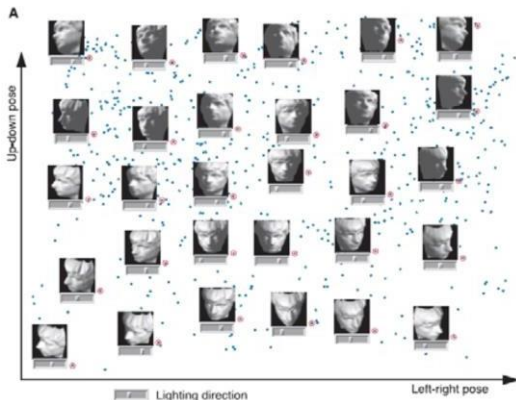 A
Up-down pose
Left-right pose
Lighting direction